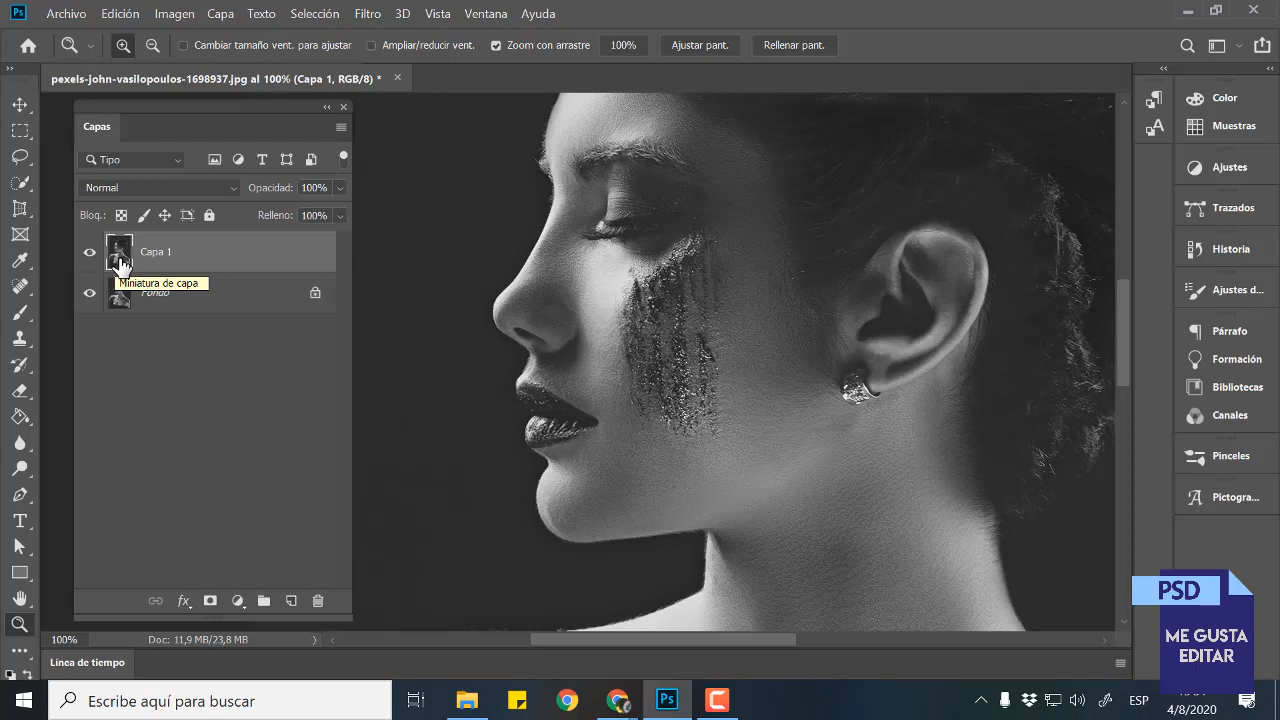 Ps
Archivo Edición Imagen Capa Texto Selección Filtro 3D Vista Ventana Ayuda
Cambiar tamaño vent. para ajustar Ampliar/reducir vent. Zoom con arrastre 100% Ajustar pant. Rellenar pant.
pexels-john-vasilopoulos-1698937.jpg al 100% (Capa 1, RGB/8) *
Capas
Tipo
Normal Opacidad: 100%
Bloq.: Relleno: 100%
Capa 1
Miniatura de capa
Fondo
fx
Color
Muestras
Ajustes
Trazados
Historia
Ajustes d...
Párrafo
Formación
Bibliotecas
Canales
Pinceles
Pictogra...
100% Doc: 11,9 MB/23,8 MB
Línea de tiempo
PSD
ME GUSTA
EDITAR
Escribe aquí para buscar
Ps
ESP
4/8/2020